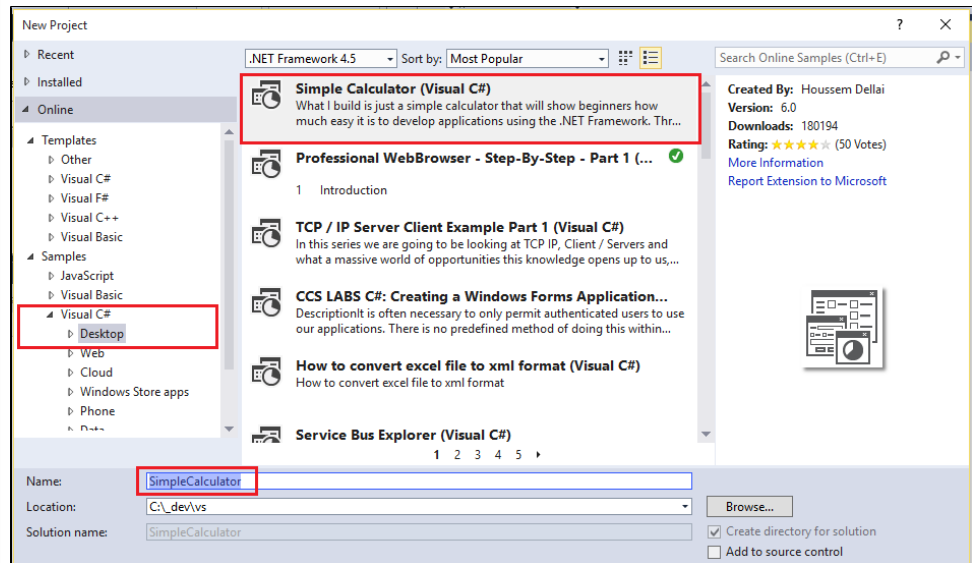 New Project
?
Recent
Installed
Online
Templates
Other
Visual C#
Visual F#
Visual C++
Visual Basic
Samples
JavaScript
Visual Basic
Visual C#
Desktop
Web
Cloud
Windows Store apps
Phone
Data
.NET Framework 4.5
Sort by: Most Popular
Simple Calculator (Visual C#)
What I build is just a simple calculator that will show beginners how
much easy it is to develop applications using the .NET Framework. Thr...
Professional WebBrowser - Step-By-Step - Part 1 (...
1 Introduction
TCP / IP Server Client Example Part 1 (Visual C#)
In this series we are going to be looking at TCP IP, Client / Servers and
what a massive world of opportunities this knowledge opens up to us,...
CCS LABS C#: Creating a Windows Forms Application...
DescriptionIt is often necessary to only permit authenticated users to use
our applications. There is no predefined method of doing this within...
How to convert excel file to xml format (Visual C#)
How to convert excel file to xml format
Service Bus Explorer (Visual C#)
1 2 3 4 5
Search Online Samples (Ctrl+E)
Created By: Houssem Dellai
Version: 6.0
Downloads: 180194
Rating: (50 Votes)
More Information
Report Extension to Microsoft
Name: SimpleCalculator
Location: C:\_dev\vs
Browse...
Solution name: SimpleCalculator
Create directory for solution
Add to source control